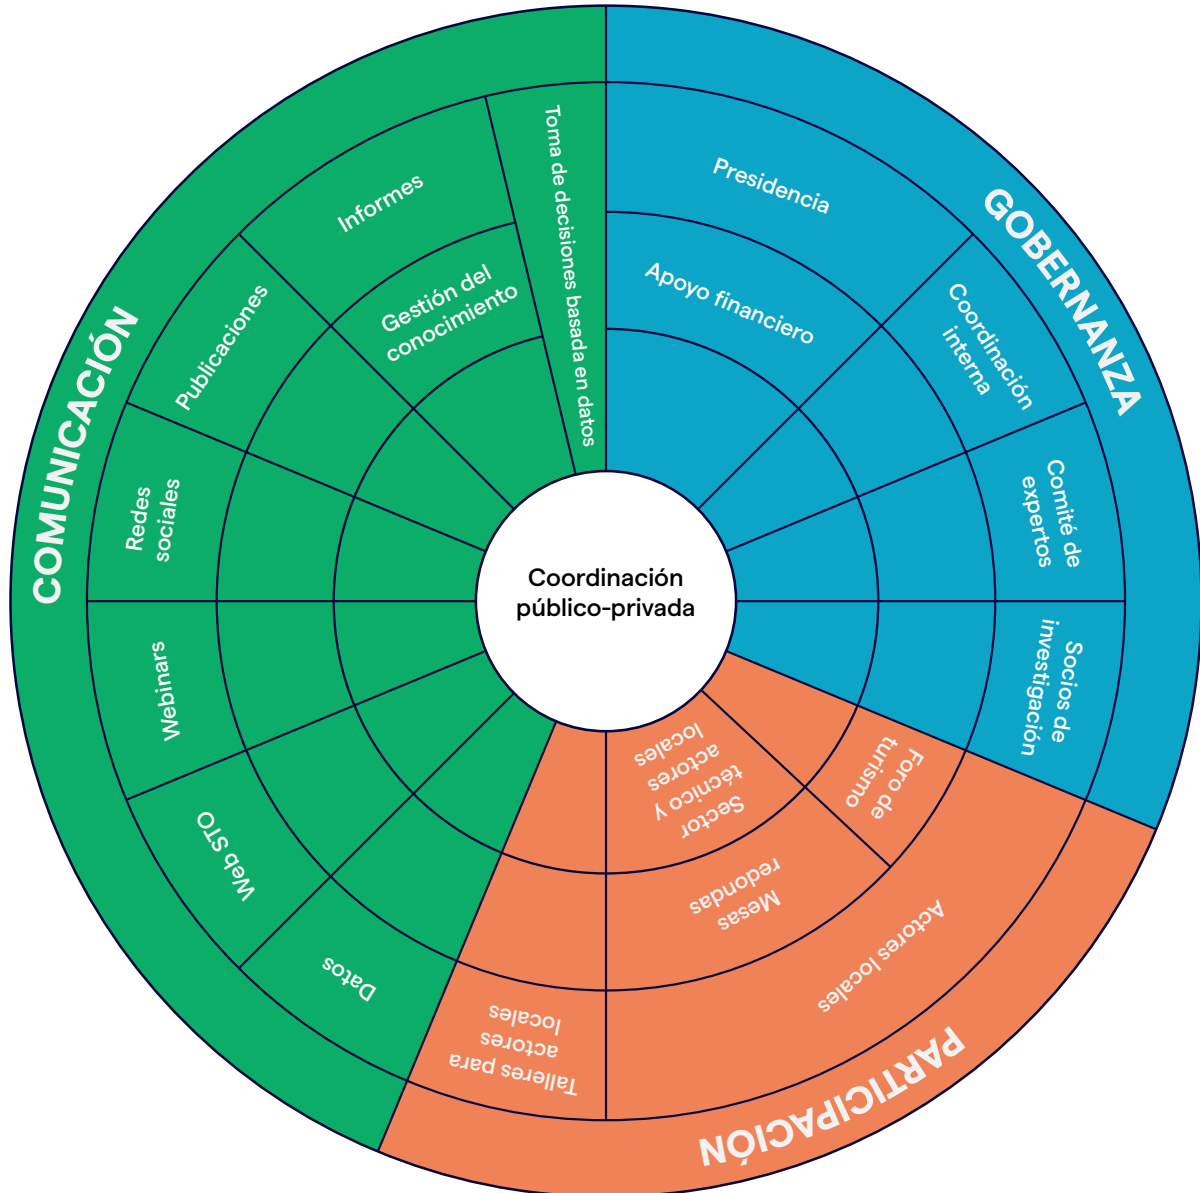 GOBERNANZA
Presidencia
Apoyo financiero
Coordinación
interna
Comité de
expertos
Socios de
investigación
PARTICIPACIÓN
Foro de
turismo
Sector
técnico y
actores
locales
Mesas
redondas
Actores locales
Talleres para
actores
locales
COMUNICACIÓN
Datos
Web STO
Webinars
Redes
sociales
Publicaciones
Informes
Gestión del
conocimiento
Toma de decisiones basada en datos
Coordinación
público-privada